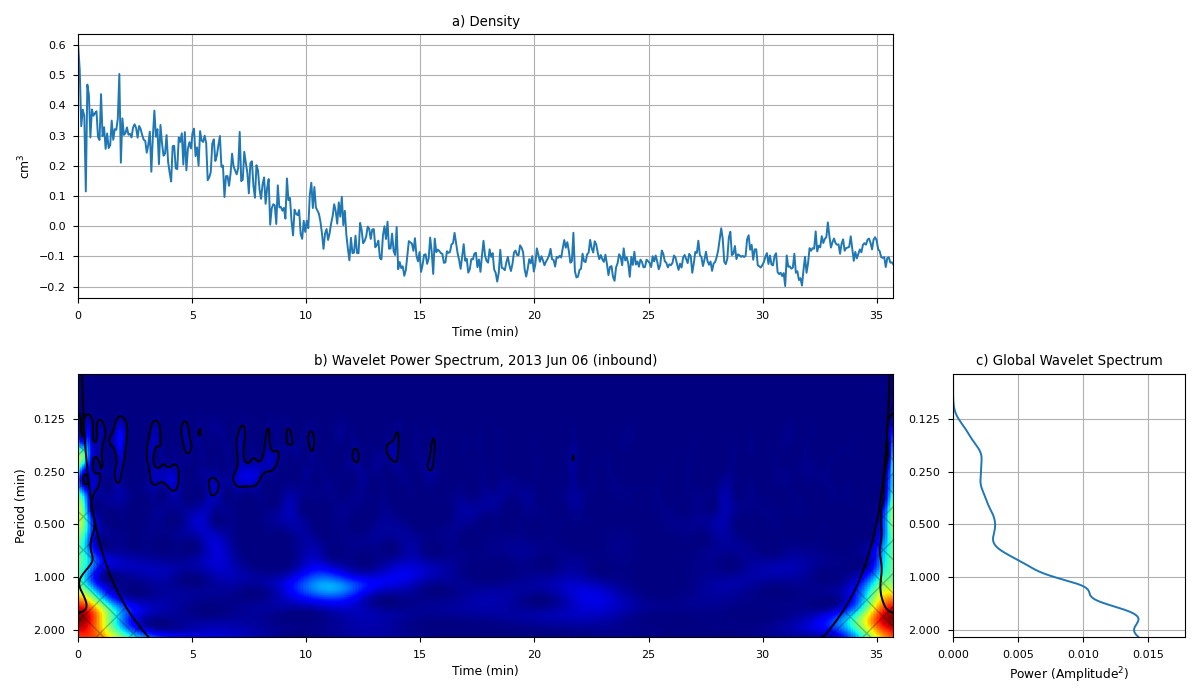 a) Density
0.6
0.5
0.4
0.3
0.2
0.1
0.0
−0.1
−0.2
cm³
0 5 10 15 20 25 30 35
Time (min)
b) Wavelet Power Spectrum, 2013 Jun 06 (inbound)
0.125
0.250
0.500
1.000
2.000
Period (min)
0 5 10 15 20 25 30 35
Time (min)
c) Global Wavelet Spectrum
0.125
0.250
0.500
1.000
2.000
0.000 0.005 0.010 0.015
Power (Amplitude²)